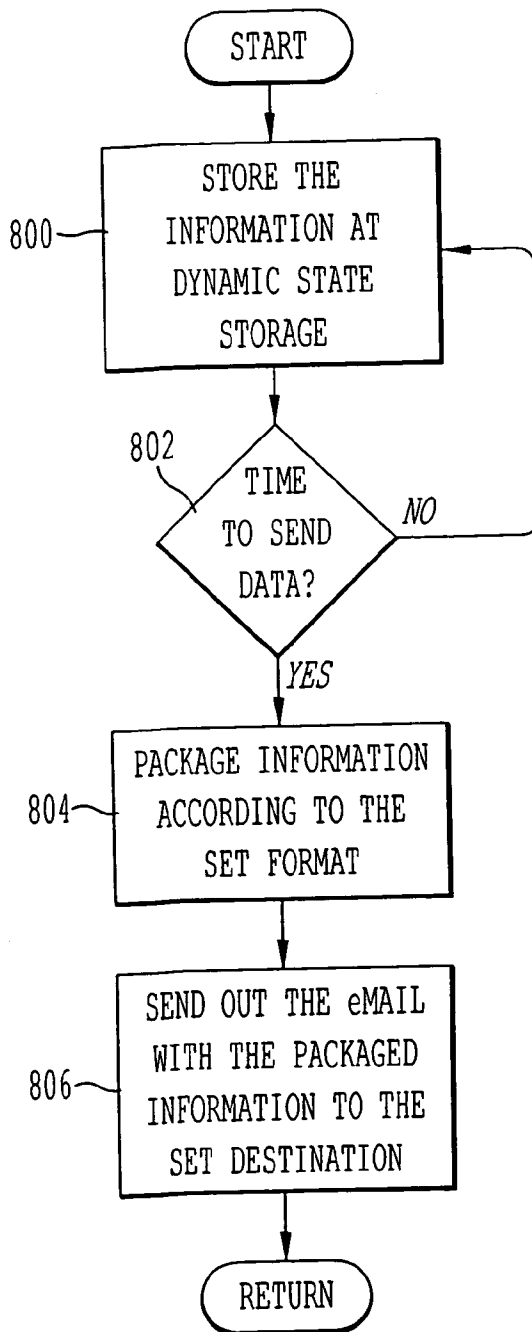 START
800
STORE THE
INFORMATION AT
DYNAMIC STATE
STORAGE
802
TIME
TO SEND
DATA?
NO
YES
804
PACKAGE INFORMATION
ACCORDING TO THE
SET FORMAT
806
SEND OUT THE eMAIL
WITH THE PACKAGED
INFORMATION TO THE
SET DESTINATION
RETURN